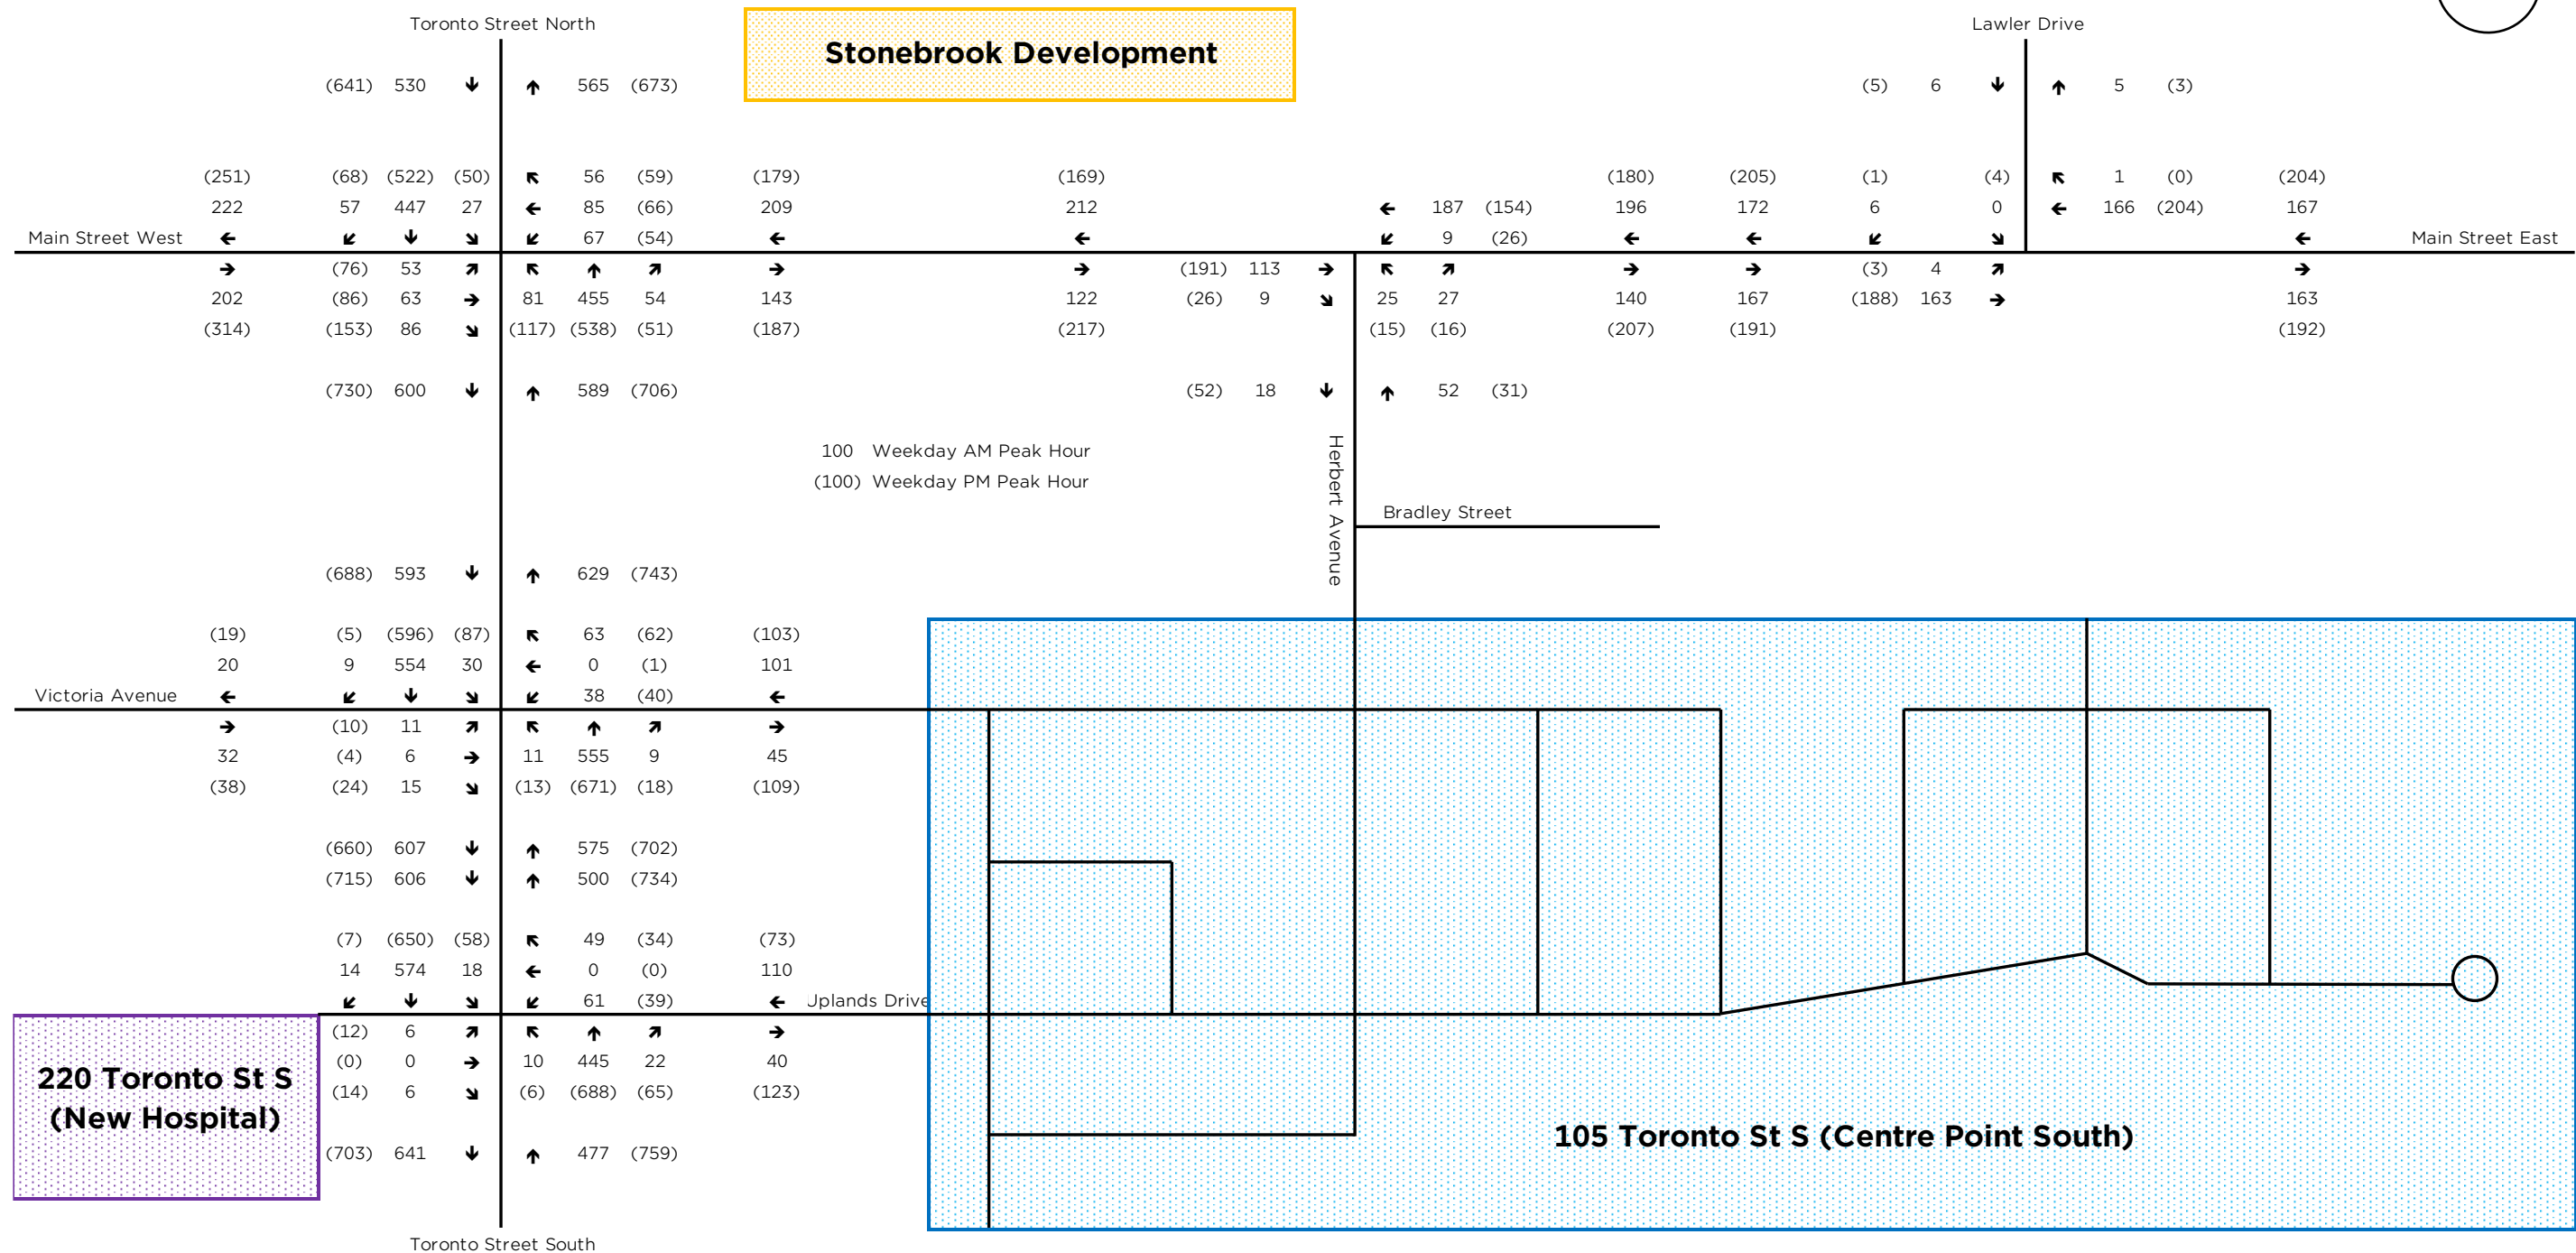 Toronto Street North
Stonebrook Development
Lawler Drive
(641) 530 ↓ ↑ 565 (673)
(5) 6 ↓ ↑ 5 (3)
(251) (68) (522) (50) ↖ 56 (59) (179) (169) (180) (205) (1) (4) ↖ 1 (0) (204)
222 57 447 27 ← 85 (66) 209 212 ← 187 (154) 196 172 6 0 ← 166 (204) 167
Main Street West ← ↙ ↓ ↘ ↙ 67 (54) ← ← ↙ 9 (26) ← ← ↙ ↘ ← Main Street East
→ (76) 53 ↗ ↖ ↑ ↗ → → (191) 113 → ↖ ↗ → → (3) 4 ↗ →
202 (86) 63 → 81 455 54 143 122 (26) 9 ↘ 25 27 140 167 (188) 163 → 163
(314) (153) 86 ↘ (117) (538) (51) (187) (217) (15) (16) (207) (191) (192)
(730) 600 ↓ ↑ 589 (706) (52) 18 ↓ ↑ 52 (31)
100 Weekday AM Peak Hour
(100) Weekday PM Peak Hour
Herbert Avenue
Bradley Street
(688) 593 ↓ ↑ 629 (743)
(19) (5) (596) (87) ↖ 63 (62) (103)
20 9 554 30 ← 0 (1) 101
Victoria Avenue ← ↙ ↓ ↘ ↙ 38 (40) ←
→ (10) 11 ↗ ↖ ↑ ↗ →
32 (4) 6 → 11 555 9 45
(38) (24) 15 ↘ (13) (671) (18) (109)
(660) 607 ↓ ↑ 575 (702)
(715) 606 ↓ ↑ 500 (734)
(7) (650) (58) ↖ 49 (34) (73)
14 574 18 ← 0 (0) 110
↙ ↓ ↘ ↙ 61 (39) ← Uplands Drive
(12) 6 ↗ ↖ ↑ ↗ →
(0) 0 → 10 445 22 40
(14) 6 ↘ (6) (688) (65) (123)
220 Toronto St S
(New Hospital)
105 Toronto St S (Centre Point South)
(703) 641 ↓ ↑ 477 (759)
Toronto Street South